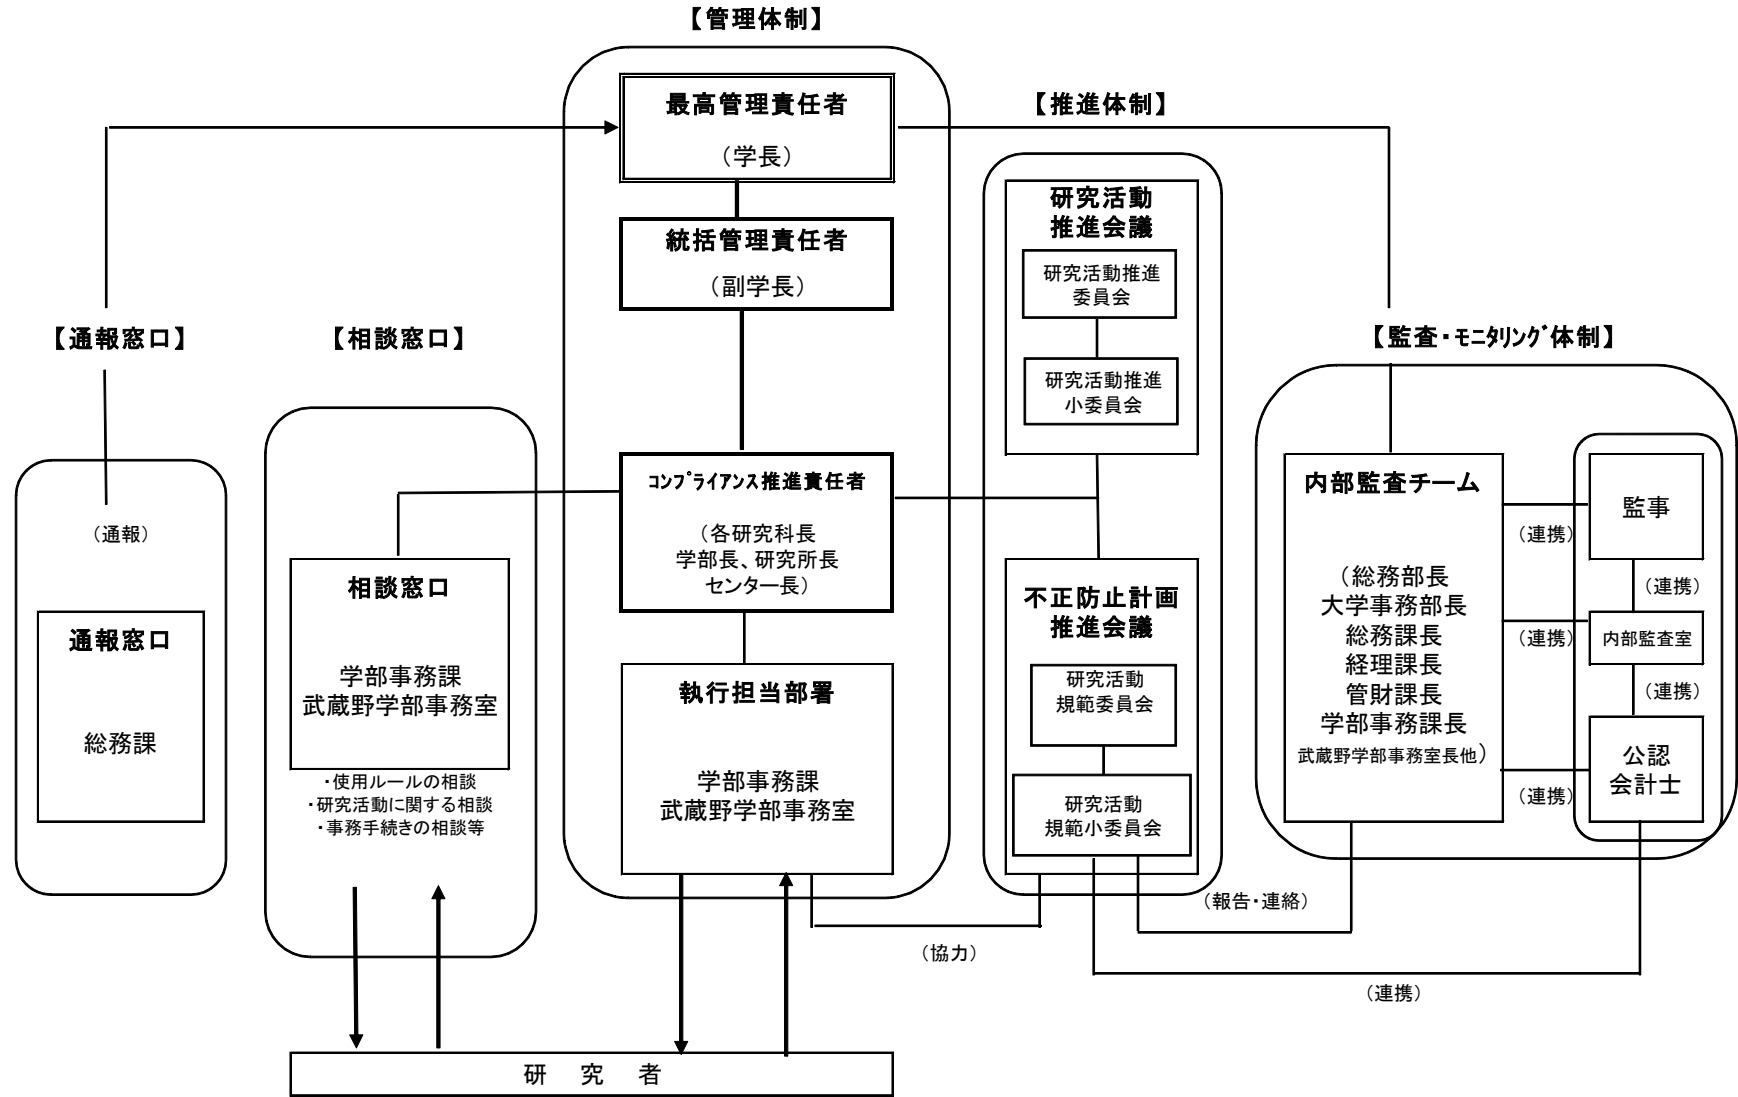 【管理体制】
最高管理責任者
（学長）
統括管理責任者
（副学長）
コンプライアンス推進責任者
（各研究科長
学部長、研究所長
センター長）
執行担当部署
学部事務課
武蔵野学部事務室
【通報窓口】
（通報）
通報窓口
総務課
【相談窓口】
相談窓口
学部事務課
武蔵野学部事務室
・使用ルールの相談
・研究活動に関する相談
・事務手続きの相談等
【推進体制】
研究活動
推進会議
研究活動推進
委員会
研究活動推進
小委員会
不正防止計画
推進会議
研究活動
規範委員会
研究活動
規範小委員会
【監査・モニタリング体制】
内部監査チーム
（総務部長
大学事務部長
総務課長
経理課長
管財課長
学部事務課長
武蔵野学部事務室長他）
（連携）
（連携）
（連携）
監事
（連携）
内部監査室
（連携）
公認
会計士
（報告・連絡）
（協力）
（連携）
研　究　者